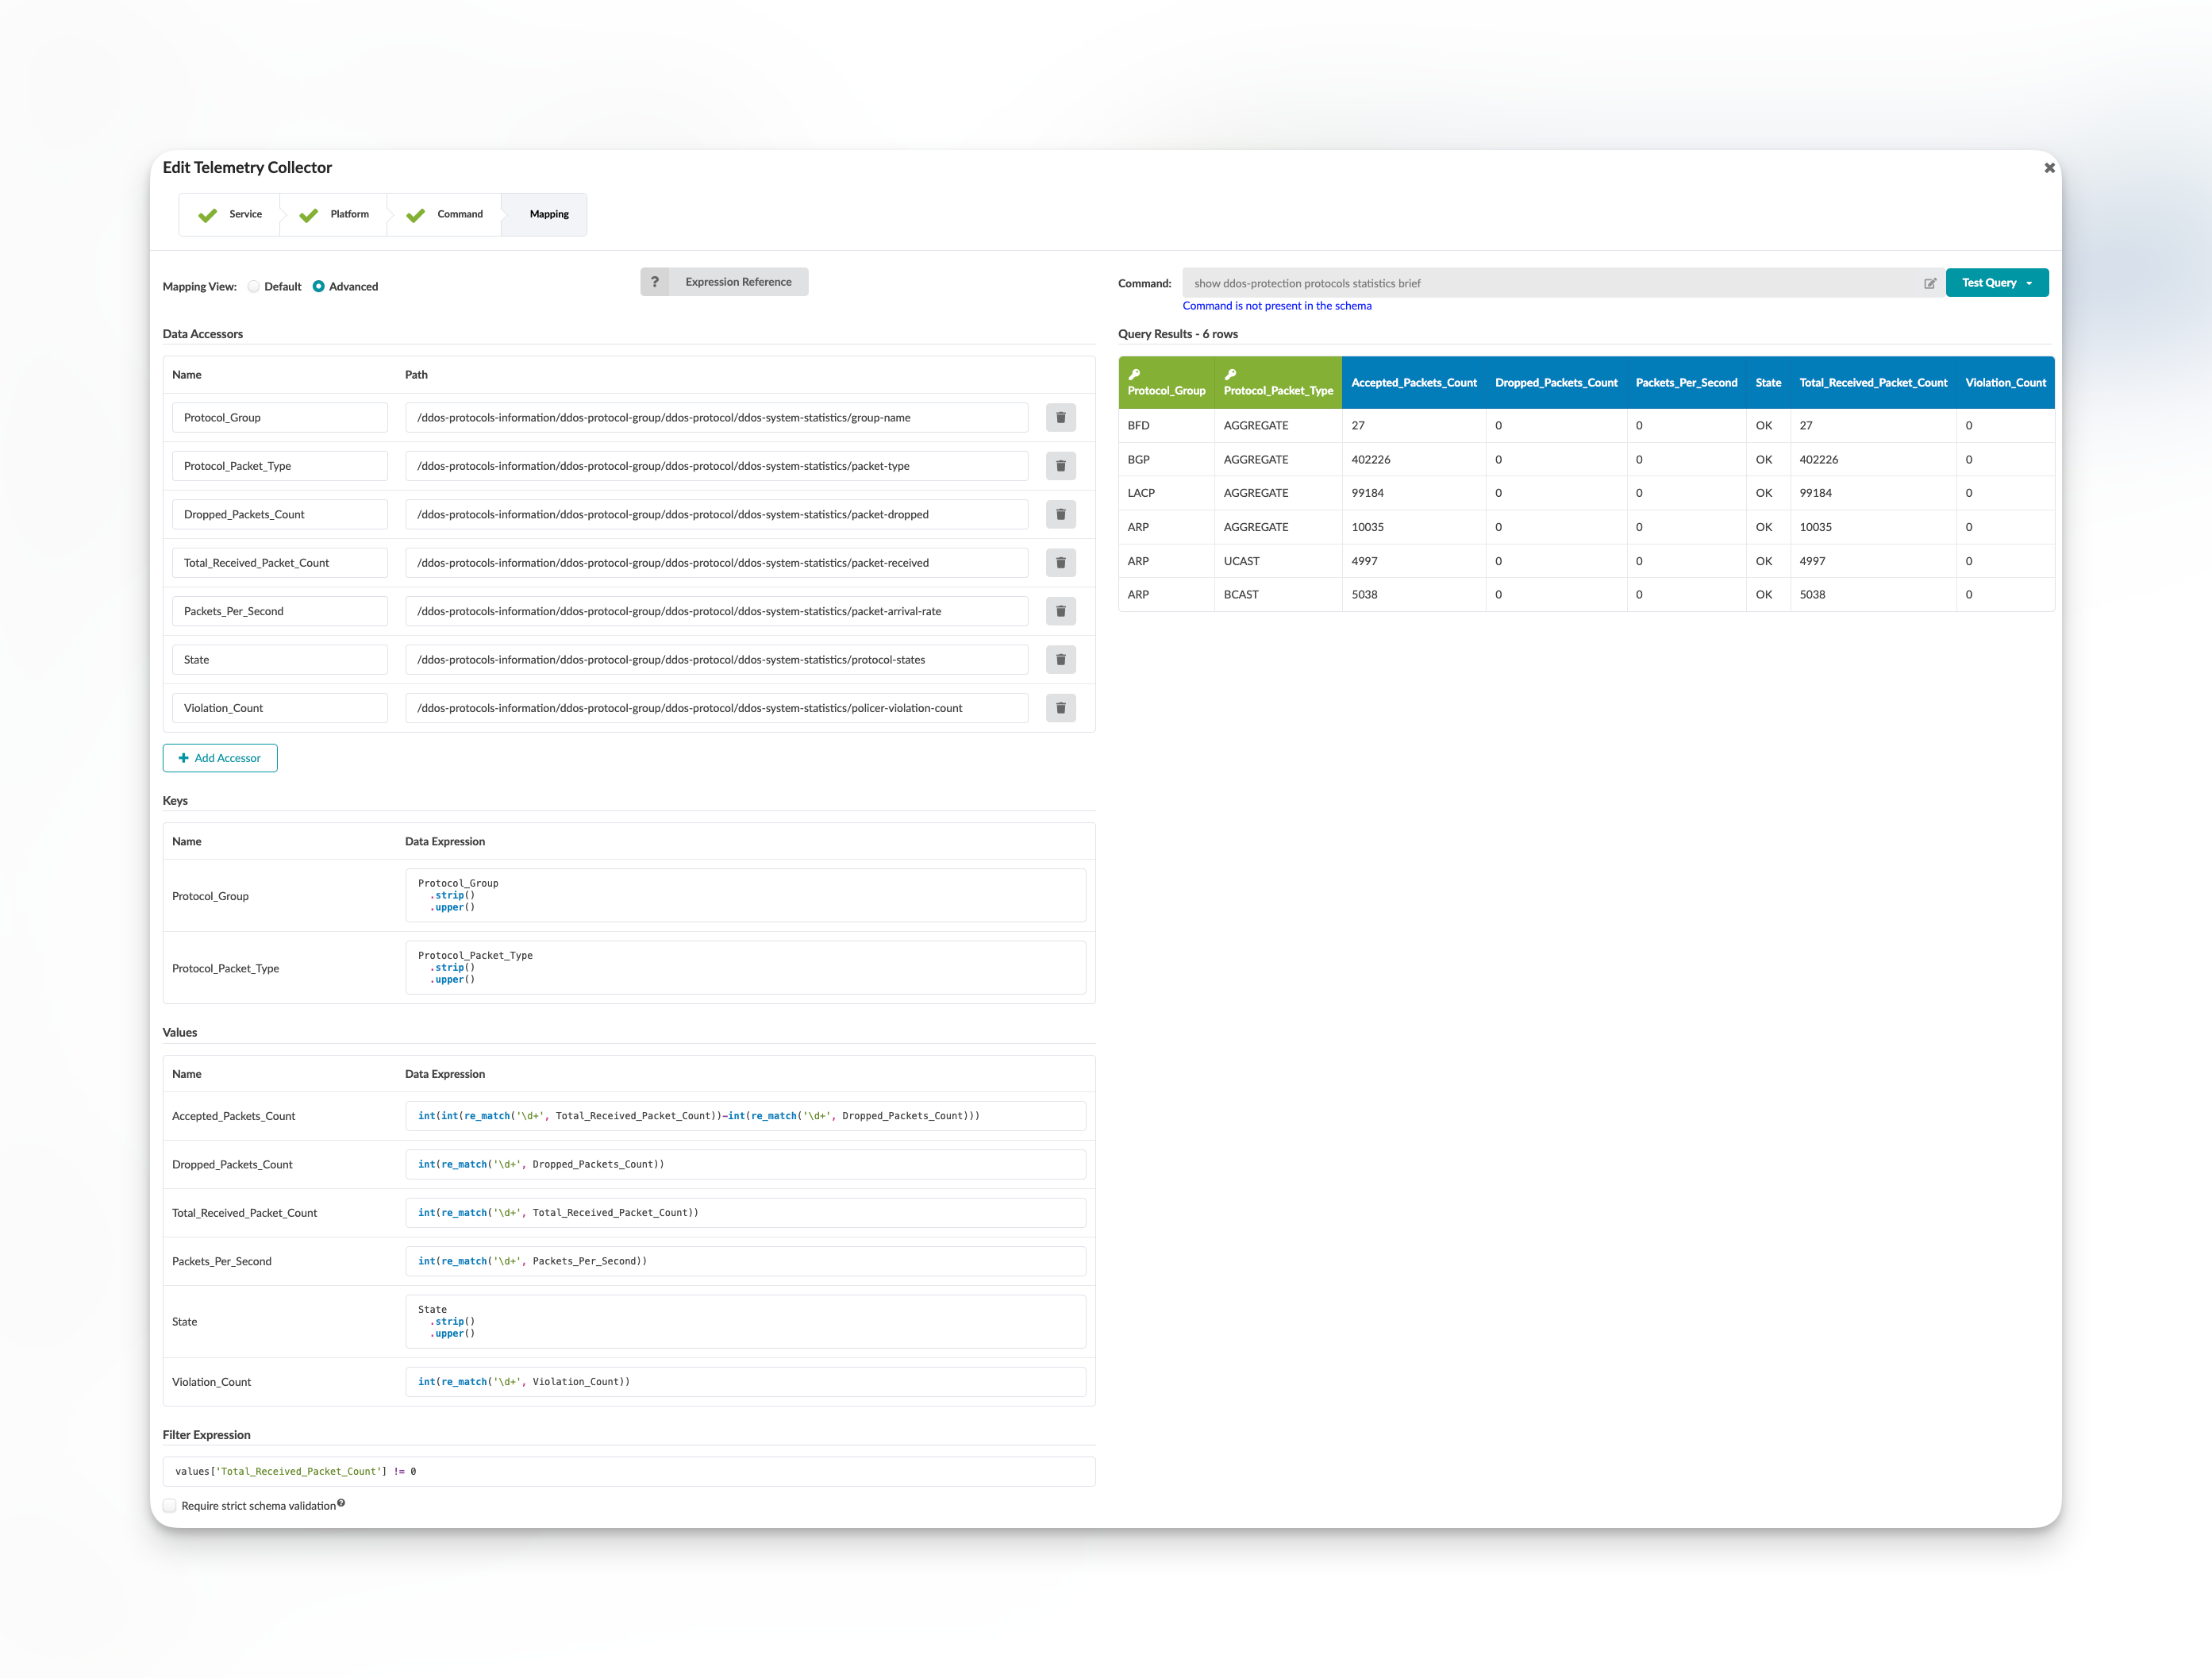 Edit Telemetry Collector
Service
Platform
Command
Mapping
Mapping View: Default Advanced
? Expression Reference
Data Accessors
Name Path
Protocol_Group /ddos-protocols-information/ddos-protocol-group/ddos-protocol/ddos-system-statistics/group-name
Protocol_Packet_Type /ddos-protocols-information/ddos-protocol-group/ddos-protocol/ddos-system-statistics/packet-type
Dropped_Packets_Count /ddos-protocols-information/ddos-protocol-group/ddos-protocol/ddos-system-statistics/packet-dropped
Total_Received_Packet_Count /ddos-protocols-information/ddos-protocol-group/ddos-protocol/ddos-system-statistics/packet-received
Packets_Per_Second /ddos-protocols-information/ddos-protocol-group/ddos-protocol/ddos-system-statistics/packet-arrival-rate
State /ddos-protocols-information/ddos-protocol-group/ddos-protocol/ddos-system-statistics/protocol-states
Violation_Count /ddos-protocols-information/ddos-protocol-group/ddos-protocol/ddos-system-statistics/policer-violation-count
Add Accessor
Keys
Name Data Expression
Protocol_Group
Protocol_Group
.strip()
.upper()
Protocol_Packet_Type
Protocol_Packet_Type
.strip()
.upper()
Values
Name Data Expression
Accepted_Packets_Count int(int(re_match('\d+', Total_Received_Packet_Count))-int(re_match('\d+', Dropped_Packets_Count)))
Dropped_Packets_Count int(re_match('\d+', Dropped_Packets_Count))
Total_Received_Packet_Count int(re_match('\d+', Total_Received_Packet_Count))
Packets_Per_Second int(re_match('\d+', Packets_Per_Second))
State
State
.strip()
.upper()
Violation_Count int(re_match('\d+', Violation_Count))
Filter Expression
values['Total_Received_Packet_Count'] != 0
Require strict schema validation ?
Command: show ddos-protection protocols statistics brief Test Query
Command is not present in the schema
Query Results - 6 rows
Protocol_Group Protocol_Packet_Type Accepted_Packets_Count Dropped_Packets_Count Packets_Per_Second State Total_Received_Packet_Count Violation_Count
BFD AGGREGATE 27 0 0 OK 27 0
BGP AGGREGATE 402226 0 0 OK 402226 0
LACP AGGREGATE 99184 0 0 OK 99184 0
ARP AGGREGATE 10035 0 0 OK 10035 0
ARP UCAST 4997 0 0 OK 4997 0
ARP BCAST 5038 0 0 OK 5038 0